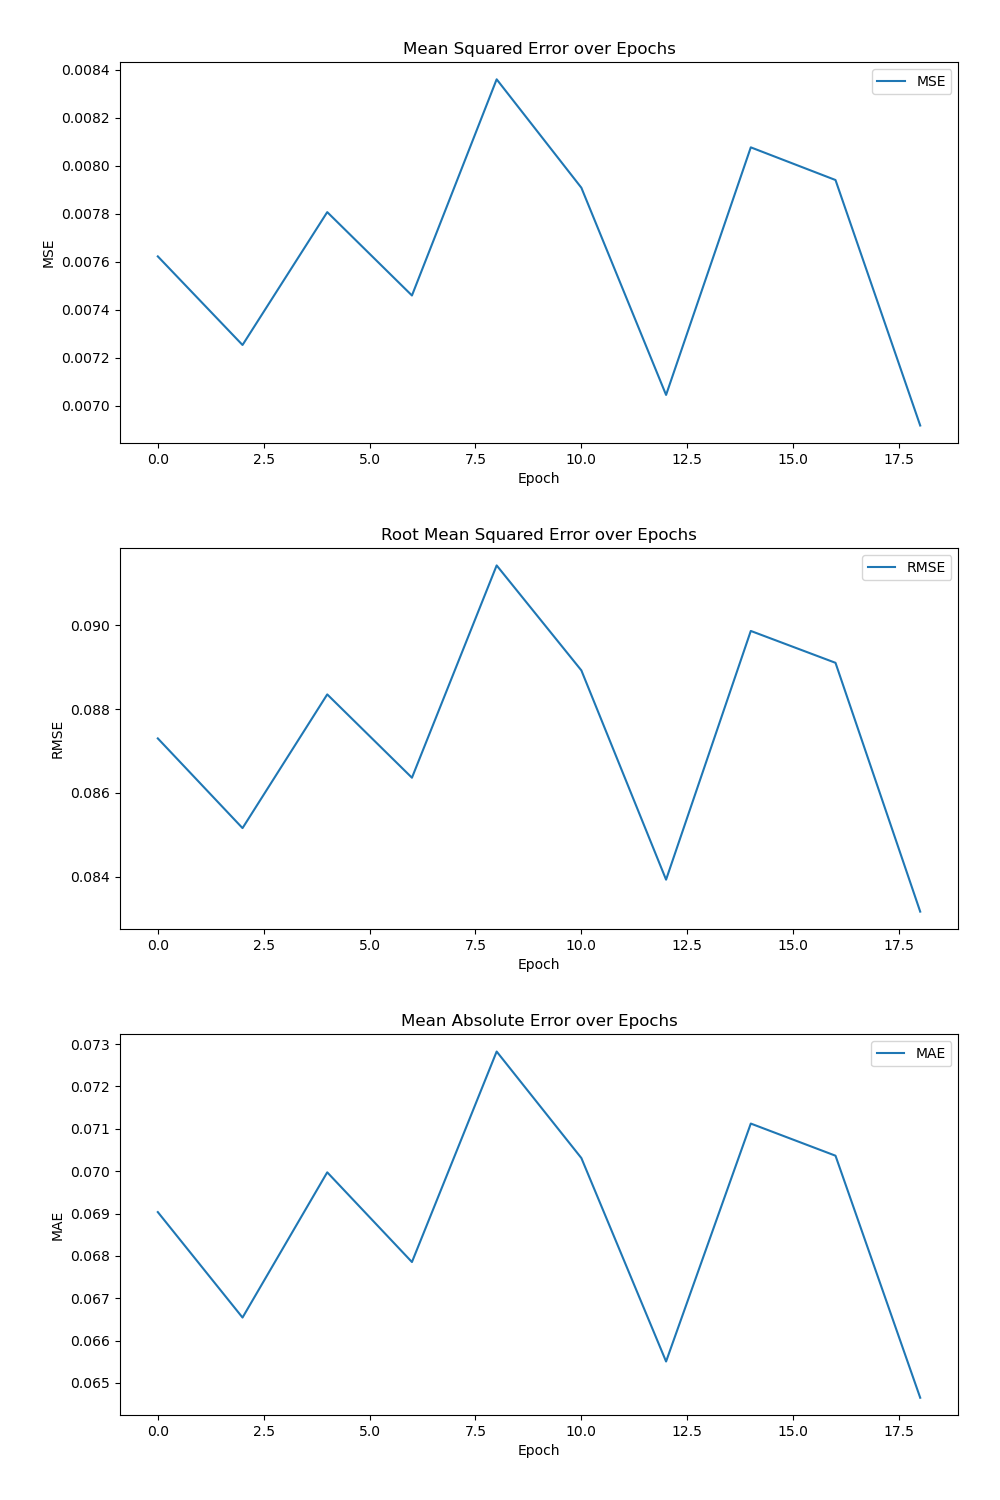 Mean Squared Error over Epochs
MSE
0.0084
0.0082
0.0080
0.0078
0.0076
0.0074
0.0072
0.0070
MSE
0.0 2.5 5.0 7.5 10.0 12.5 15.0 17.5
Epoch
Root Mean Squared Error over Epochs
RMSE
0.090
0.088
0.086
0.084
RMSE
0.0 2.5 5.0 7.5 10.0 12.5 15.0 17.5
Epoch
Mean Absolute Error over Epochs
MAE
0.073
0.072
0.071
0.070
0.069
0.068
0.067
0.066
0.065
MAE
0.0 2.5 5.0 7.5 10.0 12.5 15.0 17.5
Epoch